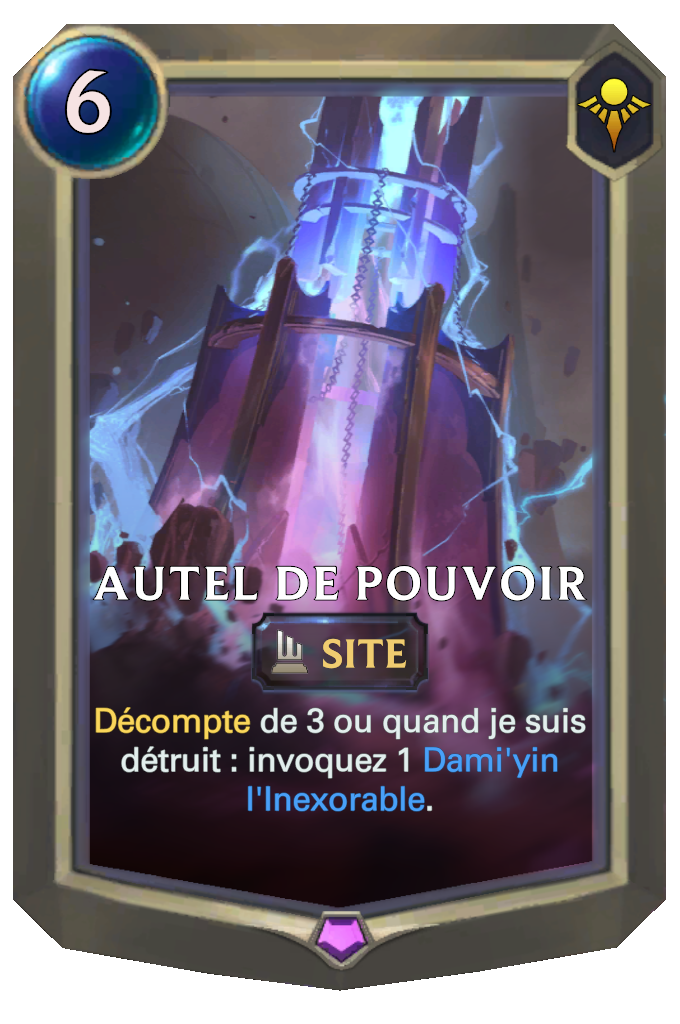 6
AUTEL DE POUVOIR
SITE
Décompte de 3 ou quand je suis
détruit : invoquez 1 Dami'yin
l'Inexorable.